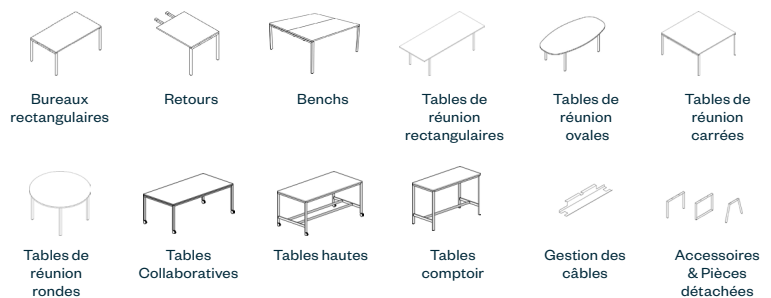 Bureaux
rectangulaires
Retours
Benchs
Tables de
réunion
rectangulaires
Tables de
réunion
ovales
Tables de
réunion
carrées
Tables de
réunion
rondes
Tables
Collaboratives
Tables hautes
Tables
comptoir
Gestion des
câbles
Accessoires
& Pièces
détachées